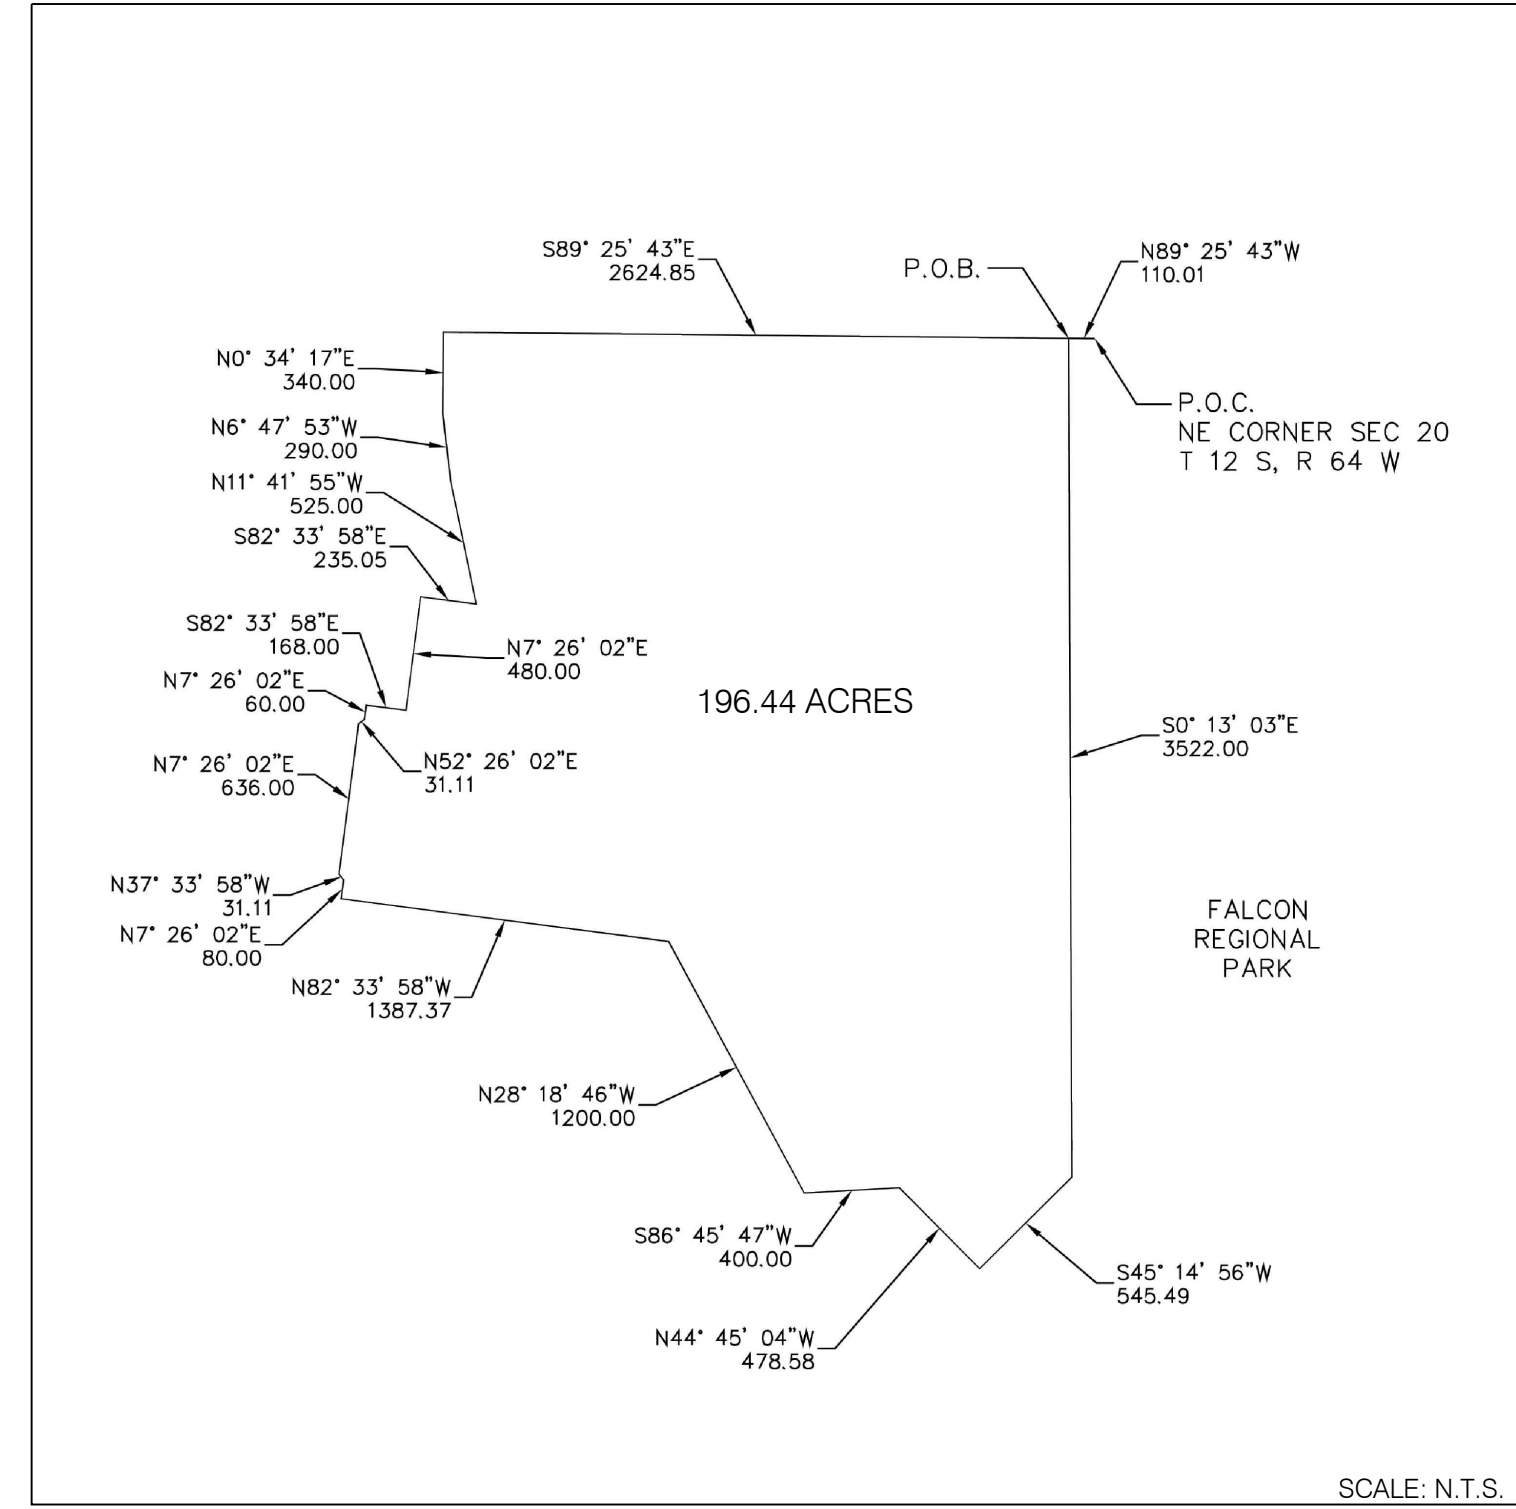 S89° 25' 43"E
2624.85
P.O.B.
N89° 25' 43"W
110.01
N0° 34' 17"E
340.00
P.O.C.
NE CORNER SEC 20
T 12 S, R 64 W
N6° 47' 53"W
290.00
N11° 41' 55"W
525.00
S82° 33' 58"E
235.05
S82° 33' 58"E
168.00
N7° 26' 02"E
480.00
N7° 26' 02"E
60.00
196.44 ACRES
S0° 13' 03"E
3522.00
N7° 26' 02"E
636.00
N52° 26' 02"E
31.11
N37° 33' 58"W
31.11
N7° 26' 02"E
80.00
FALCON
REGIONAL
PARK
N82° 33' 58"W
1387.37
N28° 18' 46"W
1200.00
S86° 45' 47"W
400.00
S45° 14' 56"W
545.49
N44° 45' 04"W
478.58
SCALE: N.T.S.